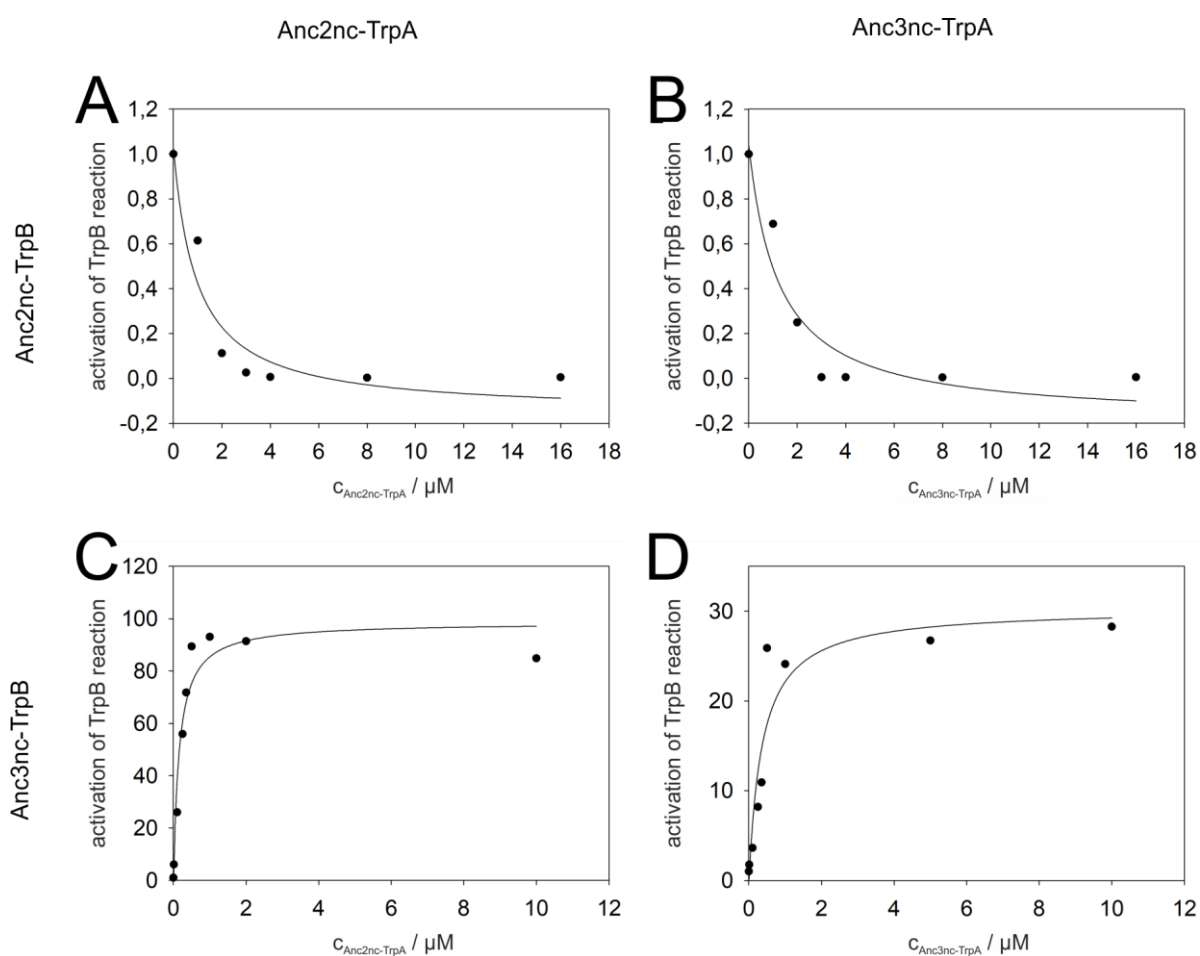 Anc2nc-TrpA
Anc3nc-TrpA
Anc2nc-TrpB
A
activation of TrpB reaction
1,2
1,0
0,8
0,6
0,4
0,2
0,0
-0,2
0 2 4 6 8 10 12 14 16 18
cAnc2nc-TrpA / µM
B
activation of TrpB reaction
1,2
1,0
0,8
0,6
0,4
0,2
0,0
-0,2
0 2 4 6 8 10 12 14 16 18
cAnc3nc-TrpA / µM
Anc3nc-TrpB
C
activation of TrpB reaction
120
100
80
60
40
20
0
0 2 4 6 8 10 12
cAnc2nc-TrpA / µM
D
activation of TrpB reaction
30
20
10
0
0 2 4 6 8 10 12
cAnc3nc-TrpA / µM